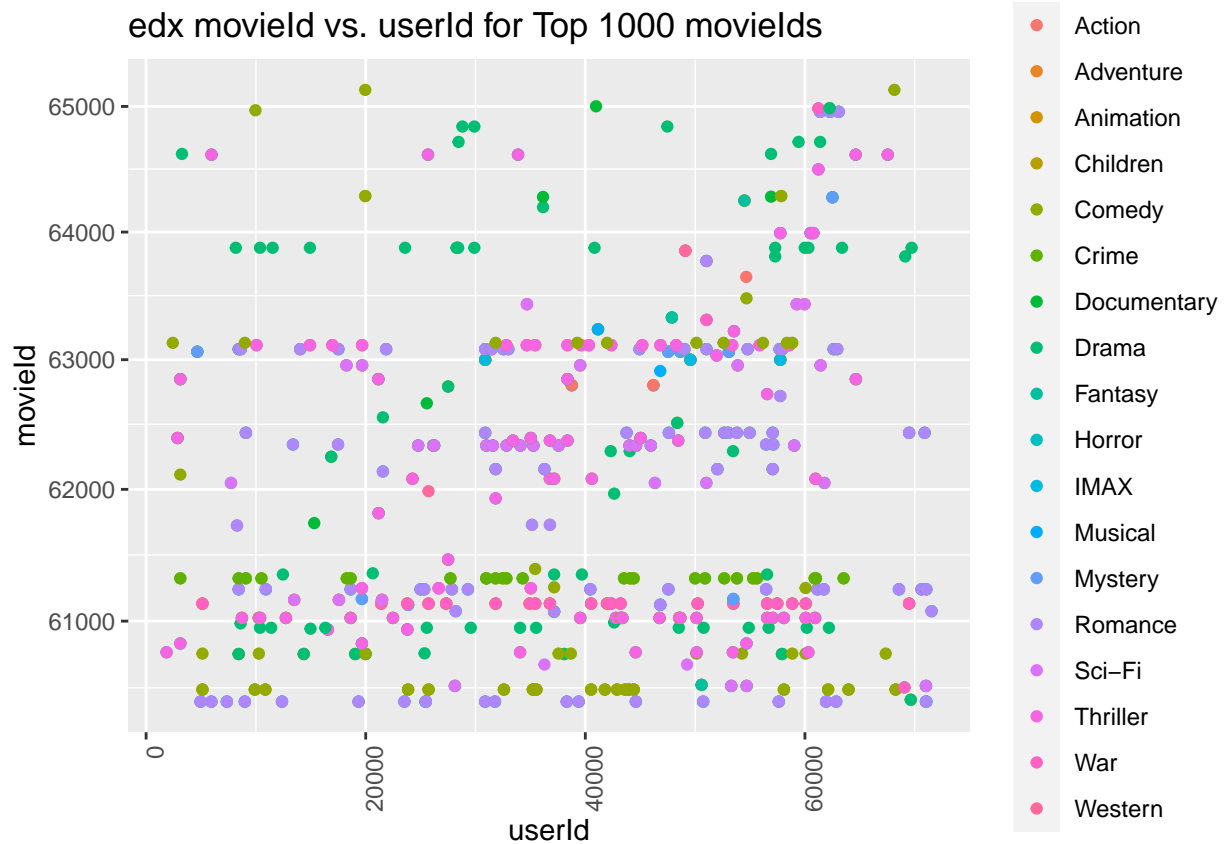 edx movieId vs. userId for Top 1000 movieIds
65000
64000
63000
62000
61000
movieId
0
20000
40000
60000
userId
Action
Adventure
Animation
Children
Comedy
Crime
Documentary
Drama
Fantasy
Horror
IMAX
Musical
Mystery
Romance
Sci−Fi
Thriller
War
Western